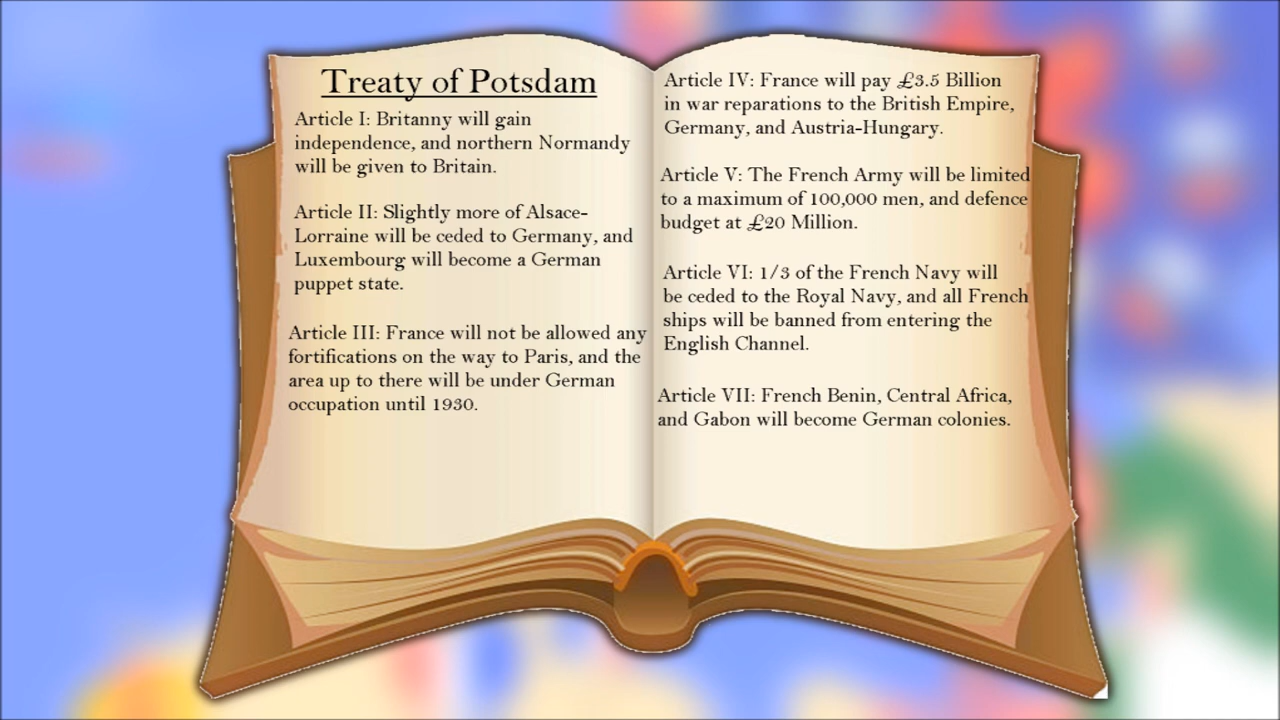 Treaty of Potsdam
Article I: Britanny will gain
independence, and northern Normandy
will be given to Britain.
Article II: Slightly more of Alsace-
Lorraine will be ceded to Germany, and
Luxembourg will become a German
puppet state.
Article III: France will not be allowed any
fortifications on the way to Paris, and the
area up to there will be under German
occupation until 1930.
Article IV: France will pay £3.5 Billion
in war reparations to the British Empire,
Germany, and Austria-Hungary.
Article V: The French Army will be limited
to a maximum of 100,000 men, and defence
budget at £20 Million.
Article VI: 1/3 of the French Navy will
be ceded to the Royal Navy, and all French
ships will be banned from entering the
English Channel.
Article VII: French Benin, Central Africa,
and Gabon will become German colonies.